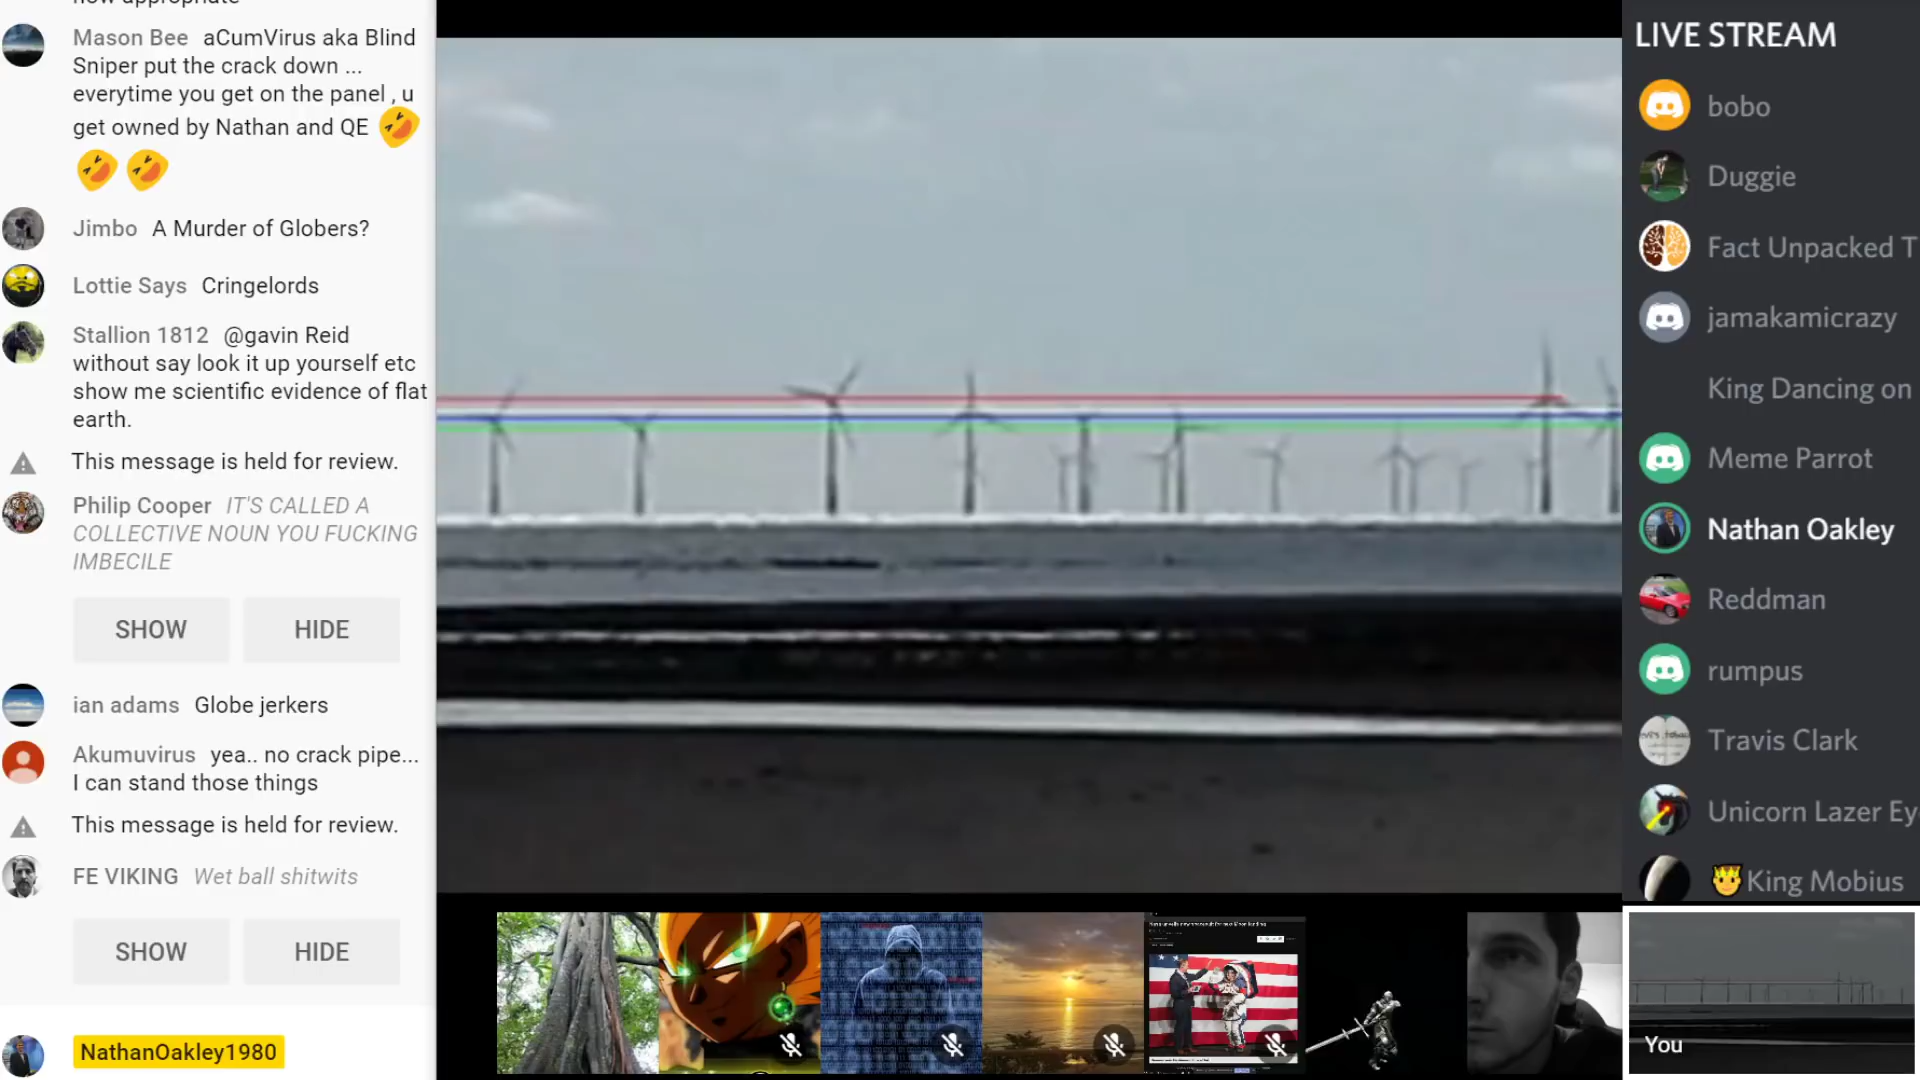 Mason Bee aCumVirus aka Blind
Sniper put the crack down ...
everytime you get on the panel , u
get owned by Nathan and QE
Jimbo A Murder of Globers?
Lottie Says Cringelords
Stallion 1812 @gavin Reid
without say look it up yourself etc
show me scientific evidence of flat
earth.
This message is held for review.
Philip Cooper IT'S CALLED A
COLLECTIVE NOUN YOU FUCKING
IMBECILE
SHOW HIDE
ian adams Globe jerkers
Akumuvirus yea.. no crack pipe...
I can stand those things
This message is held for review.
FE VIKING Wet ball shitwits
SHOW HIDE
NathanOakley1980
LIVE STREAM
bobo
Duggie
Fact Unpacked T
jamakamicrazy
King Dancing on
Meme Parrot
Nathan Oakley
Reddman
rumpus
Travis Clark
Unicorn Lazer Ey
King Mobius
You